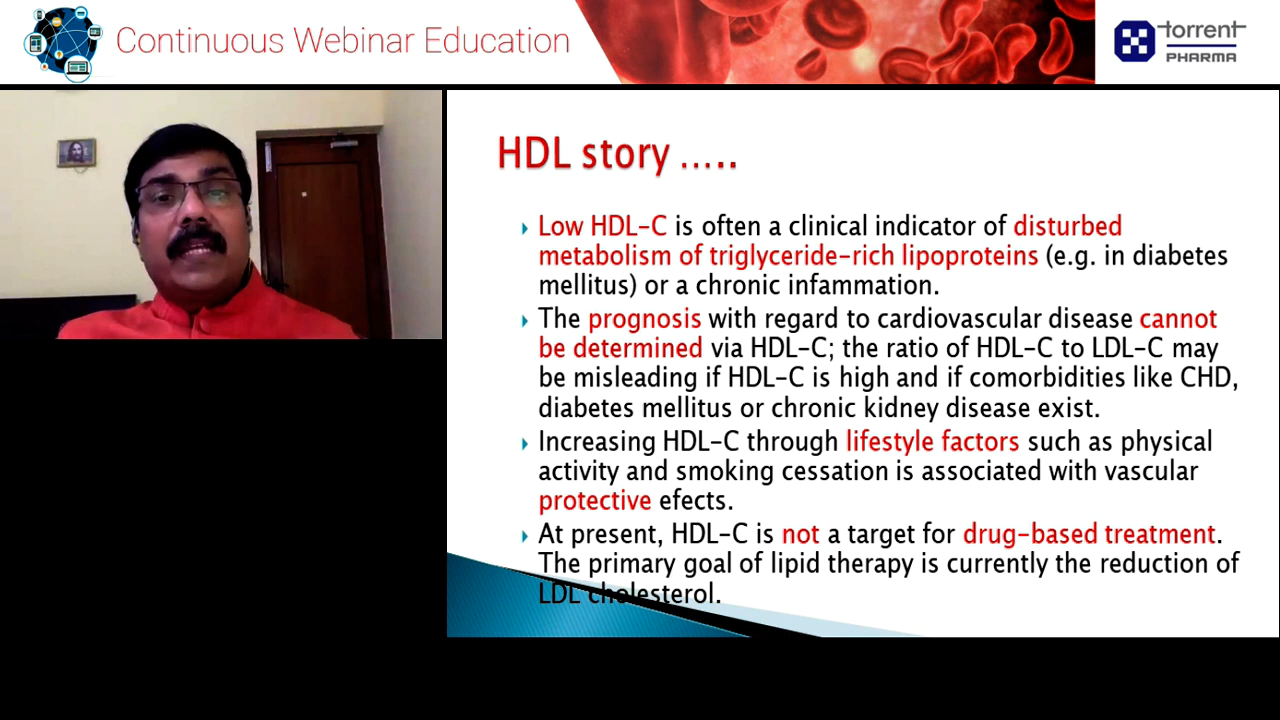 Continuous Webinar Education
torrent
PHARMA
HDL story .....
Low HDL-C is often a clinical indicator of disturbed
metabolism of triglyceride-rich lipoproteins (e.g. in diabetes
mellitus) or a chronic infammation.
The prognosis with regard to cardiovascular disease cannot
be determined via HDL-C; the ratio of HDL-C to LDL-C may
be misleading if HDL-C is high and if comorbidities like CHD,
diabetes mellitus or chronic kidney disease exist.
Increasing HDL-C through lifestyle factors such as physical
activity and smoking cessation is associated with vascular
protective efects.
At present, HDL-C is not a target for drug-based treatment.
The primary goal of lipid therapy is currently the reduction of
LDL cholesterol.